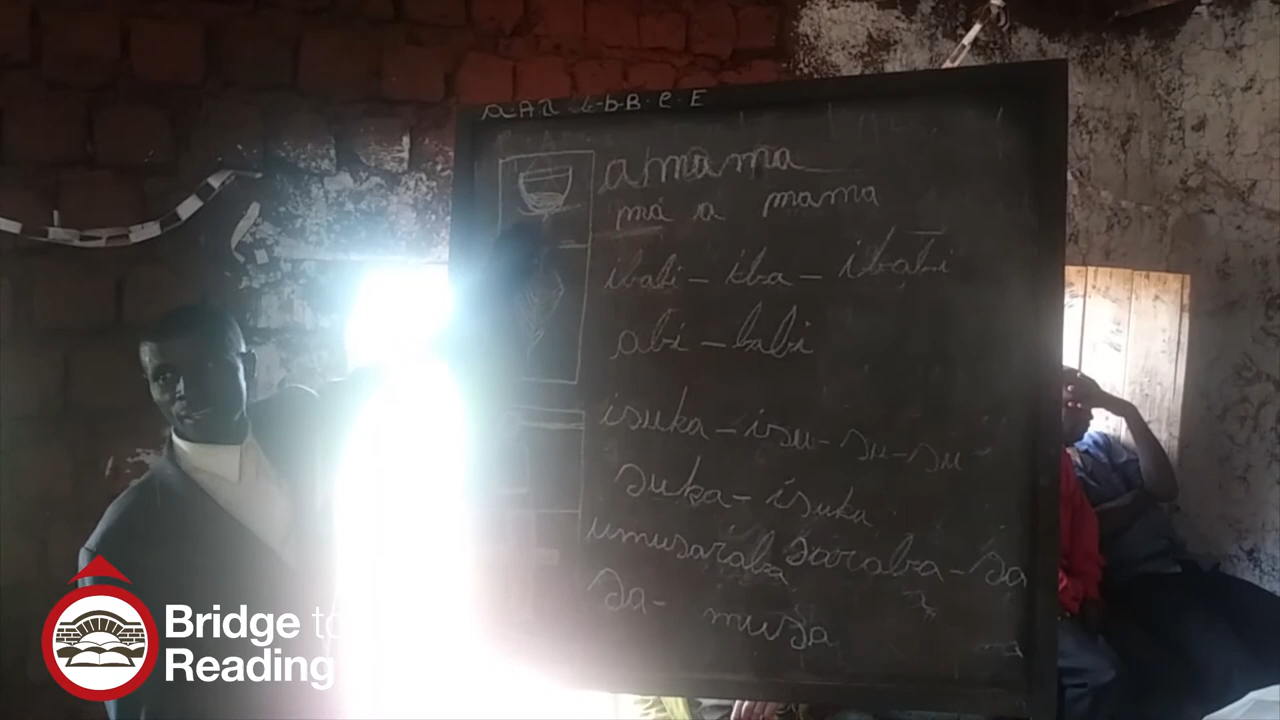 a A a b b B e E
amama
ma a mama
ibabi – iba – ibabi
abi – babi
isuka – isu – su – su
suka – isuku
umusaraba saraba – sa
sa – musa
Bridge to
Reading